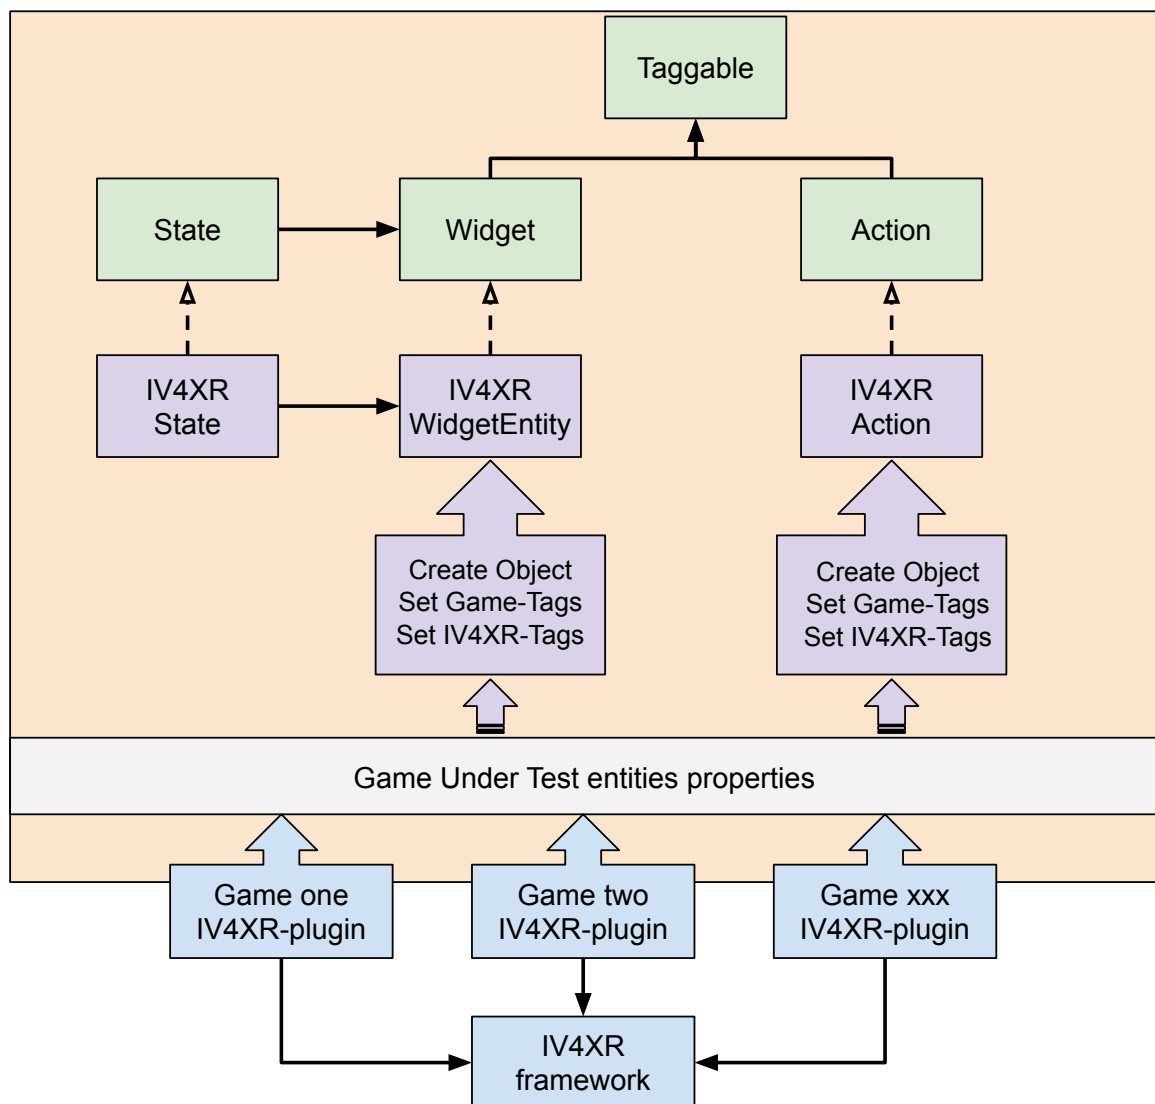 Taggable
State
Widget
Action
IV4XR
State
IV4XR
WidgetEntity
IV4XR
Action
Create Object
Set Game-Tags
Set IV4XR-Tags
Create Object
Set Game-Tags
Set IV4XR-Tags
Game Under Test entities properties
Game one
IV4XR-plugin
Game two
IV4XR-plugin
Game xxx
IV4XR-plugin
IV4XR
framework